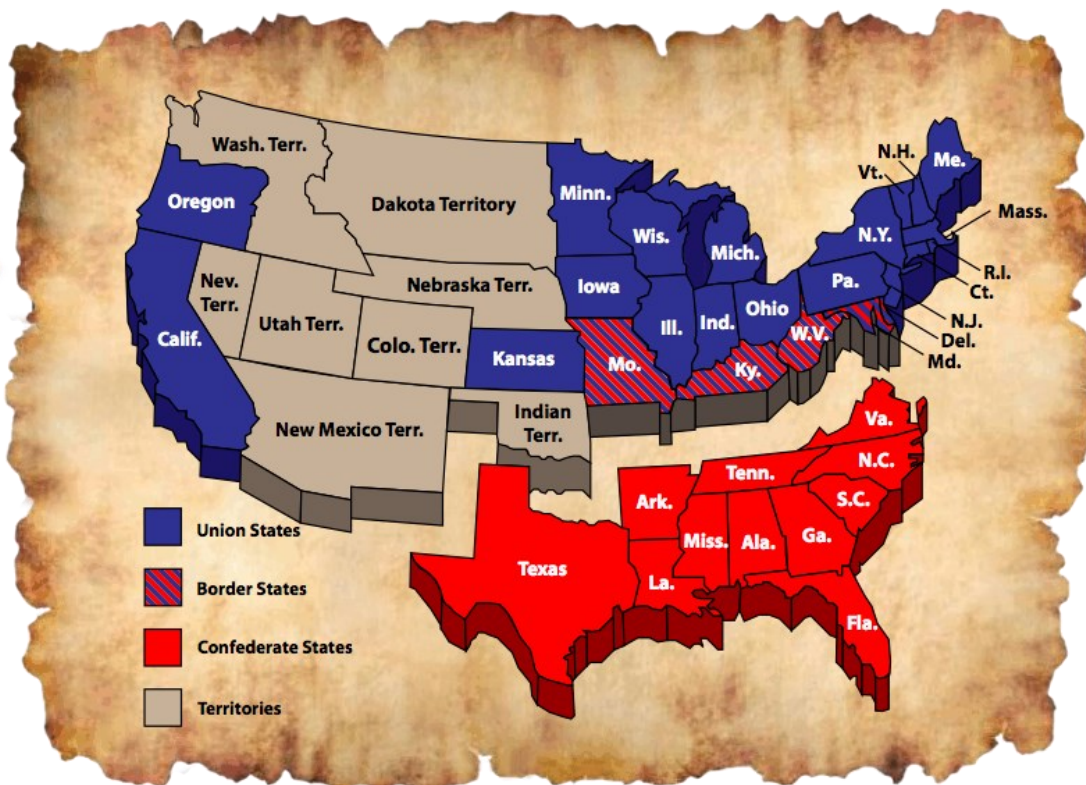 Wash. Terr.
Oregon
Dakota Territory
Minn.
N.H.
Vt.
Me.
Mass.
Wis.
Mich.
N.Y.
R.I.
Ct.
Nev.
Terr.
Nebraska Terr.
Iowa
Pa.
N.J.
Calif.
Utah Terr.
Colo. Terr.
Kansas
Ill.
Ind.
Ohio
W.V.
Del.
Md.
Mo.
Ky.
New Mexico Terr.
Indian
Terr.
Va.
Tenn.
N.C.
Ark.
S.C.
Miss.
Ala.
Ga.
Texas
La.
Fla.
Union States
Border States
Confederate States
Territories